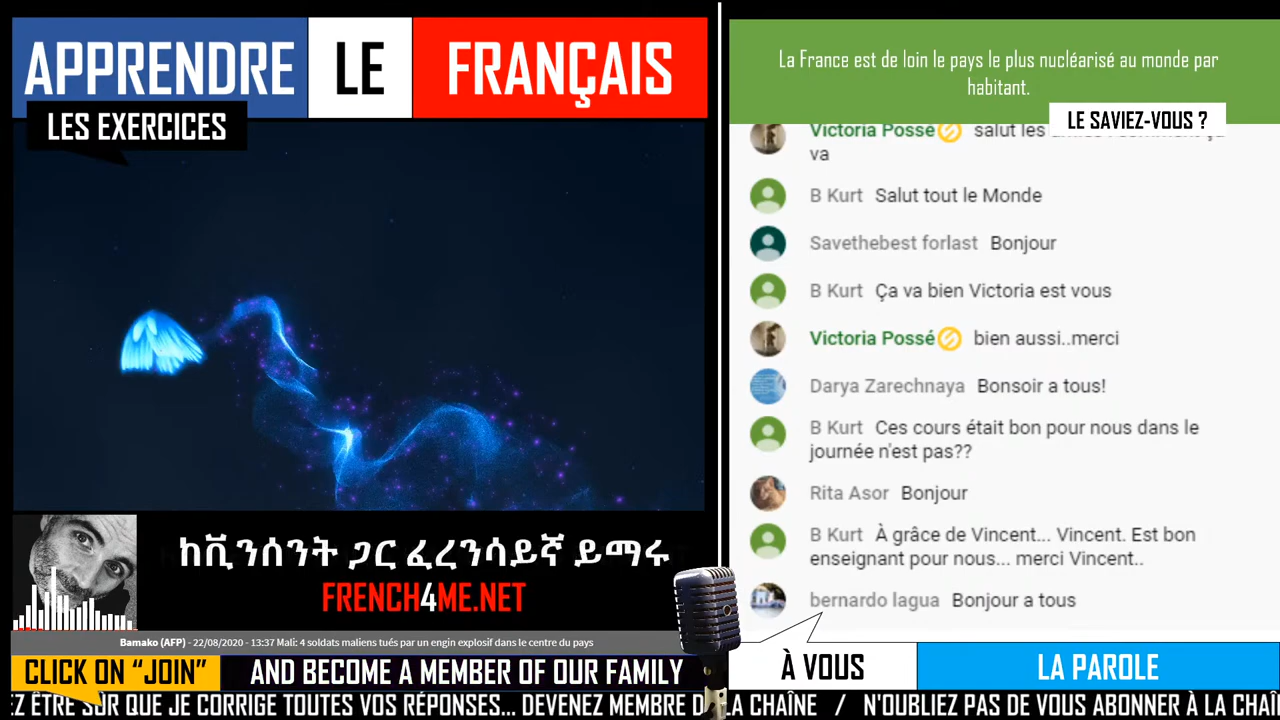 APPRENDRE LE FRANÇAIS
LES EXERCICES
La France est de loin le pays le plus nucléarisé au monde par
habitant.
LE SAVIEZ-VOUS ?
Victoria Possé salut les
va
B Kurt Salut tout le Monde
Savethebest forlast Bonjour
B Kurt Ça va bien Victoria est vous
Victoria Possé bien aussi..merci
Darya Zarechnaya Bonsoir a tous!
B Kurt Ces cours était bon pour nous dans le
journée n'est pas??
Rita Asor Bonjour
B Kurt À grâce de Vincent... Vincent. Est bon
enseignant pour nous... merci Vincent..
bernardo lagua Bonjour a tous
ከቪንሰንት ጋር ፈረንሳይኛ ይማሩ
FRENCH4ME.NET
Bamako (AFP) - 22/08/2020 - 13:37 Mali: 4 soldats maliens tués par un engin explosif dans le centre du pays
CLICK ON “JOIN” AND BECOME A MEMBER OF OUR FAMILY
À VOUS LA PAROLE
EZ ÊTRE SÛR QUE JE CORRIGE TOUTES VOS RÉPONSES... DEVENEZ MEMBRE D LA CHAÎNE / N'OUBLIEZ PAS DE VOUS ABONNER À LA CHAÎ